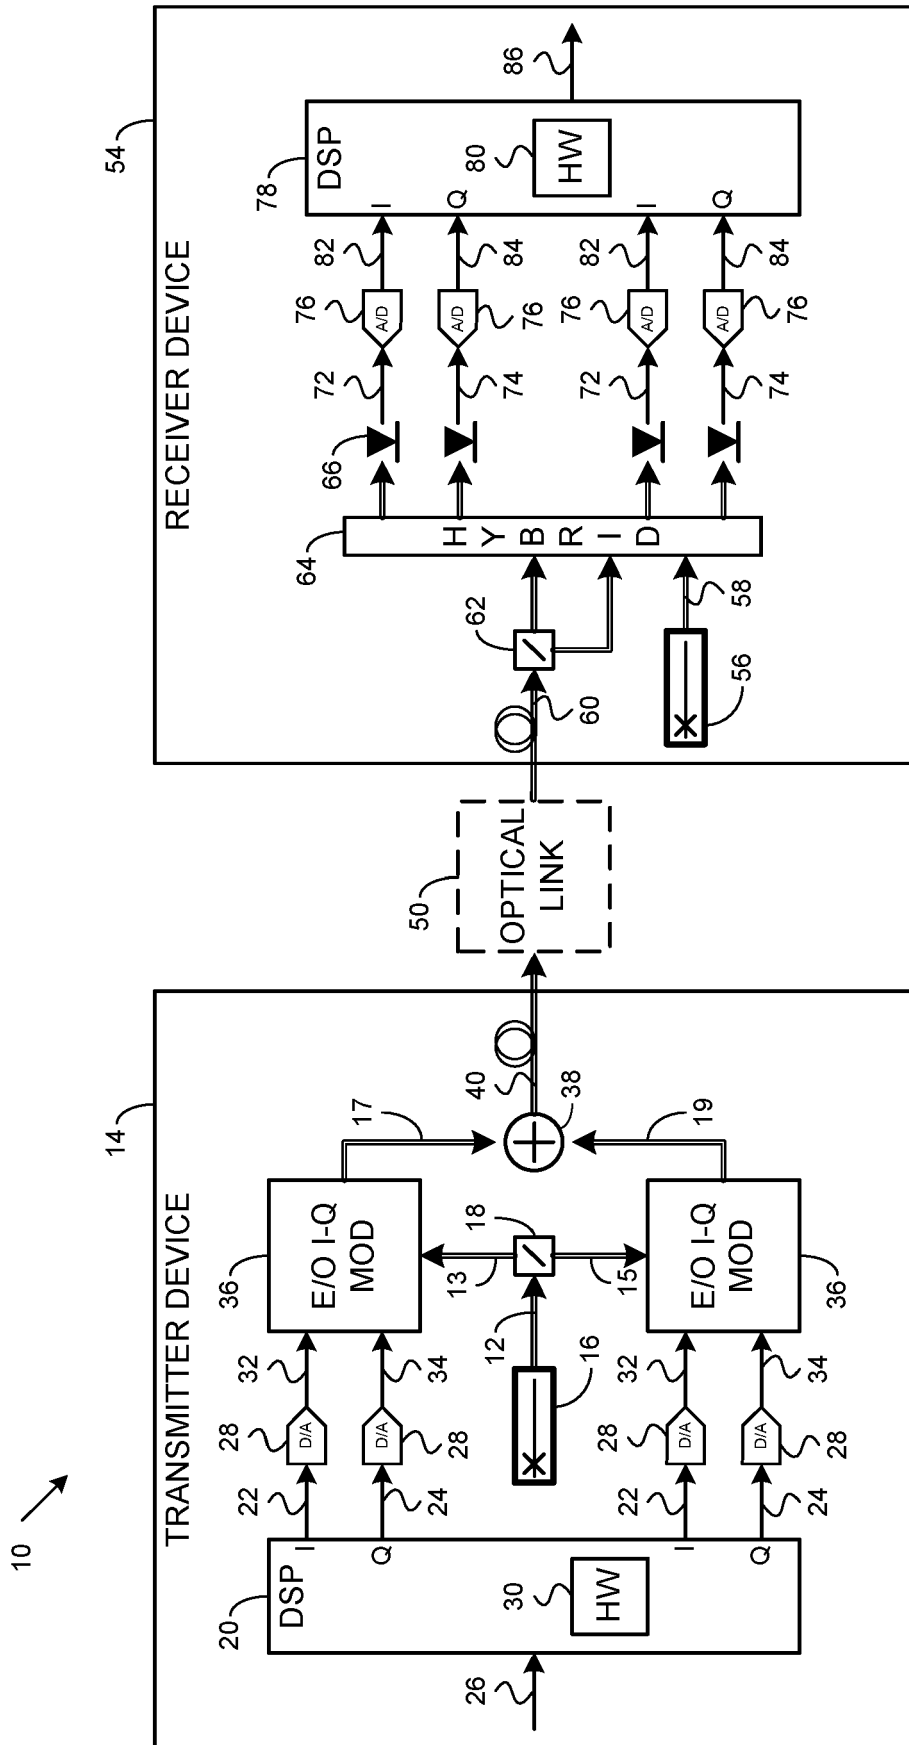 10
TRANSMITTER DEVICE
14
26
20
DSP
30
HW
I
22
28
D/A
32
Q
24
D/A
28
34
36
E/O I-Q
MOD
17
12
16
18
13
15
I
22
28
D/A
32
Q
24
D/A
28
34
E/O I-Q
MOD
36
19
38
40
50
OPTICAL
LINK
RECEIVER DEVICE
54
60
62
56
58
64
HYBRID
66
72
76
A/D
82
I
74
A/D
76
84
Q
72
76
A/D
82
I
74
A/D
76
84
Q
78
DSP
80
HW
86